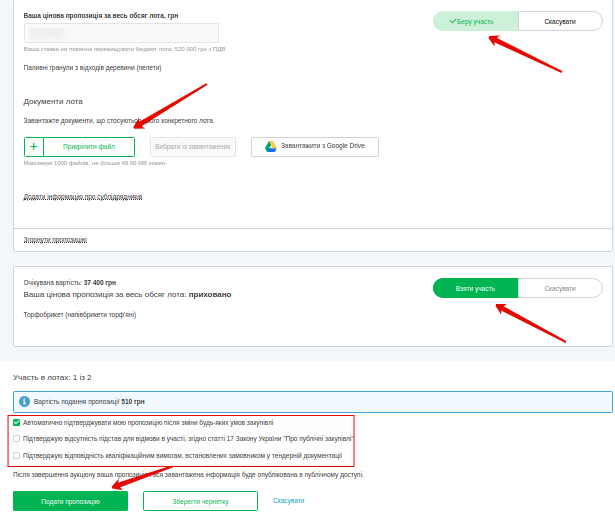 Ваша цінова пропозиція за весь обсяг лота, грн
Беру участь
Скасувати
Ваша ставка не повинна перевищувати бюджет лота: 520 000 грн з ПДВ
Паливні гранули з відходів деревини (пелети)
Документи лота
Завантажте документи, що стосуються конкретного лота.
+ Прикріпити файл
Вибрати із завантажених
Завантажити з Google Drive
Максимум 1000 файлів, не більше 49.00 MB кожен.
Додати інформацію про субпідрядників
Згорнути пропозицію
Очікувана вартість: 37 400 грн
Ваша цінова пропозиція за весь обсяг лота: приховано
Взяти участь
Скасувати
Торфобрикет (напівбрикети торф'яні)
Участь в лотах: 1 із 2
Вартість подання пропозиції 510 грн
Автоматично підтверджувати мою пропозицію після зміни будь-яких умов закупівлі
Підтверджую відсутність підстав для відмови в участі, згідно статті 17 Закону України "Про публічні закупівлі"
Підтверджую відповідність кваліфікаційним вимогам, встановлених замовником у тендерній документації
Після завершення аукціону ваша пропозиція завантажена інформація буде опублікована в публічному доступі.
Подати пропозицію
Зберегти чернетку
Скасувати